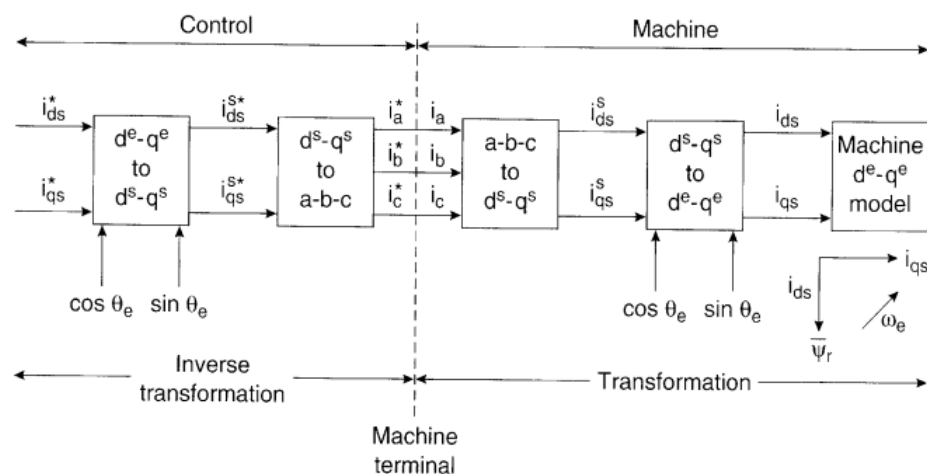 Control
Machine
i*ds
dᵉ-qᵉ
to
dˢ-qˢ
i*qs
cos θe
sin θe
iˢ*ds
iˢ*qs
dˢ-qˢ
to
a-b-c
i*a
i*b
i*c
ia
ib
ic
a-b-c
to
dˢ-qˢ
iˢds
iˢqs
dˢ-qˢ
to
dᵉ-qᵉ
cos θe
sin θe
ids
iqs
Machine
dᵉ-qᵉ
model
iqs
ids
ωe
ψ̅r
Inverse
transformation
Transformation
Machine
terminal